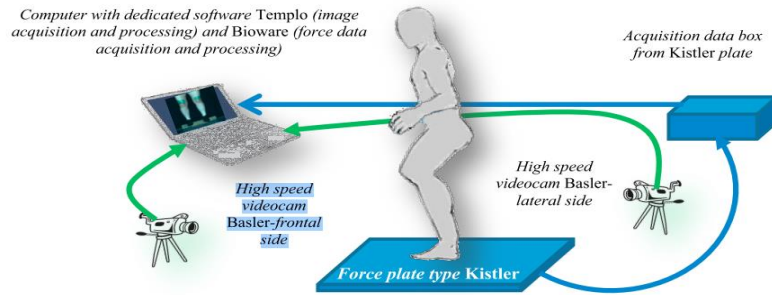 Computer with dedicated software Templo (image
acquisition and processing) and Bioware (force data
acquisition and processing)
Acquisition data box
from Kistler plate
High speed
videocam
Basler-frontal
side
High speed
videocam Basler-
lateral side
Force plate type Kistler